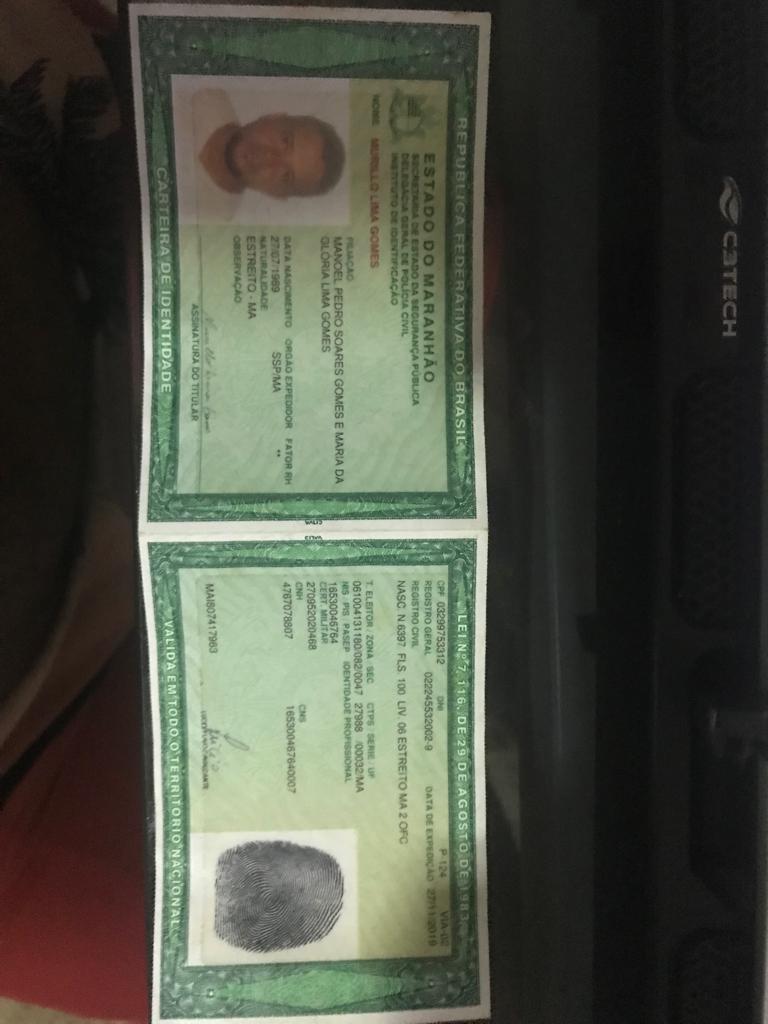 REPÚBLICA FEDERATIVA DO BRASIL
ESTADO DO MARANHÃO
SECRETARIA DE ESTADO DA SEGURANÇA PÚBLICA
DELEGACIA GERAL DE POLÍCIA CIVIL
INSTITUTO DE IDENTIFICAÇÃO
NOME MURILLO LIMA GOMES
FILIAÇÃO
MANOEL PEDRO SOARES GOMES E MARIA DA
GLÓRIA LIMA GOMES
DATA NASCIMENTO ORGÃO EXPEDIDOR FATOR RH
27/07/1989 SSP/MA **
NATURALIDADE
ESTREITO - MA
OBSERVAÇÃO
ASSINATURA DO TITULAR
CARTEIRA DE IDENTIDADE
LEI Nº 7.116, DE 29 DE AGOSTO DE 1983
P-124 VIA-02
CPF 03299753312 DNI
REGISTRO GERAL 022245532002-9 DATA DE EXPEDIÇÃO 27/11/2019
REGISTRO CIVIL
NASC. N.6397 FLS. 100 LIV. 06 ESTREITO MA 2 OFC
T. ELEITOR / ZONA / SEC CTPS / SERIE / UF
061004131180/082/0047 27988 /00032/MA
NIS / PIS / PASEP IDENTIDADE PROFISSIONAL
16530046764
CERT. MILITAR
270952020468
CNH CNS
4767078807 165300467640007
MAI807417963
VALIDA EM TODO O TERRITÓRIO NACIONAL
C3TECH